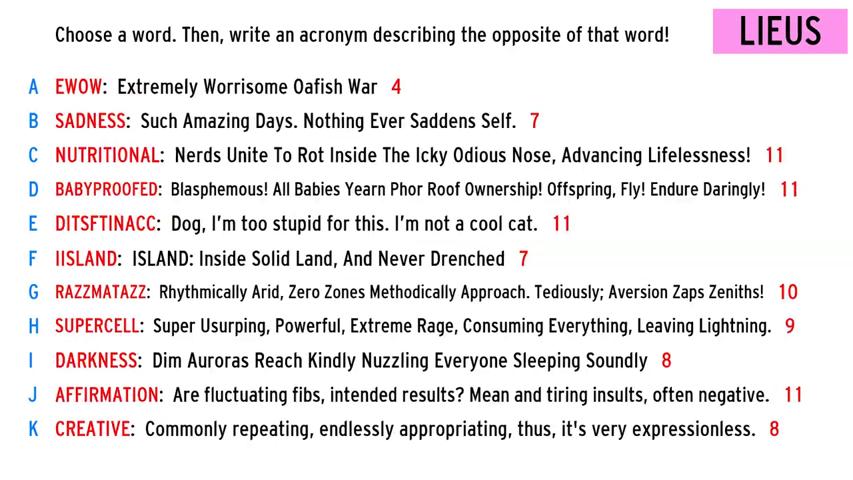 Choose a word. Then, write an acronym describing the opposite of that word!
LIEUS
A EWOW: Extremely Worrisome Oafish War 4
B SADNESS: Such Amazing Days. Nothing Ever Saddens Self. 7
C NUTRITIONAL: Nerds Unite To Rot Inside The Icky Odious Nose, Advancing Lifelessness! 11
D BABYPROOFED: Blasphemous! All Babies Yearn Phor Roof Ownership! Offspring, Fly! Endure Daringly! 11
E DITSFTINACC: Dog, I'm too stupid for this. I'm not a cool cat. 11
F IISLAND: ISLAND: Inside Solid Land, And Never Drenched 7
G RAZZMATAZZ: Rhythmically Arid, Zero Zones Methodically Approach. Tediously; Aversion Zaps Zeniths! 10
H SUPERCELL: Super Usurping, Powerful, Extreme Rage, Consuming Everything, Leaving Lightning. 9
I DARKNESS: Dim Auroras Reach Kindly Nuzzling Everyone Sleeping Soundly 8
J AFFIRMATION: Are fluctuating fibs, intended results? Mean and tiring insults, often negative. 11
K CREATIVE: Commonly repeating, endlessly appropriating, thus, it's very expressionless. 8